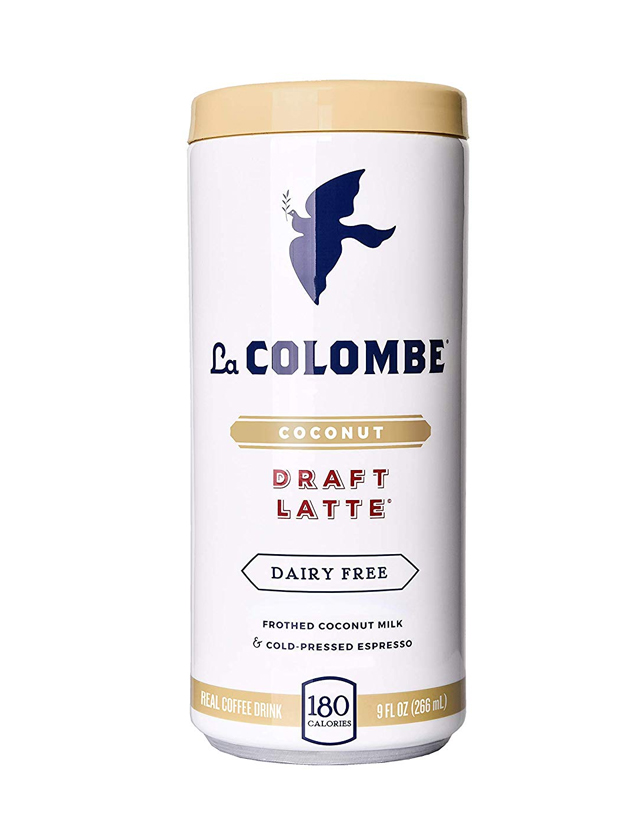 La COLOMBE®
COCONUT
DRAFT
LATTE®
DAIRY FREE
FROTHED COCONUT MILK
& COLD-PRESSED ESPRESSO
REAL COFFEE DRINK
180
CALORIES
9 FL OZ (266 mL)